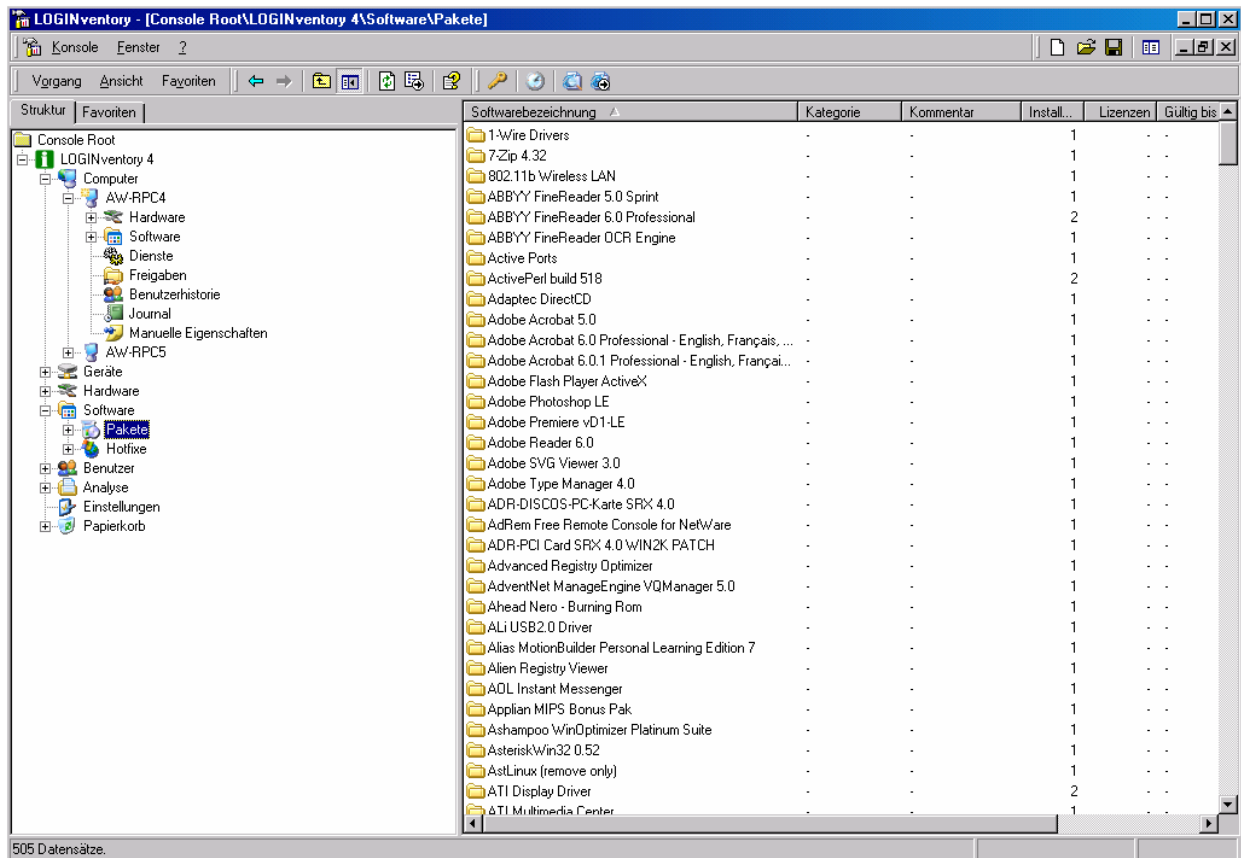 LOGINventory - [Console Root\LOGINventory 4\Software\Pakete]
Konsole Fenster ?
Vorgang Ansicht Favoriten
Struktur Favoriten
Console Root
LOGINventory 4
Computer
AW-RPC4
Hardware
Software
Dienste
Freigaben
Benutzerhistorie
Journal
Manuelle Eigenschaften
AW-RPC5
Geräte
Hardware
Software
Pakete
Hotfixe
Benutzer
Analyse
Einstellungen
Papierkorb
Softwarebezeichnung Kategorie Kommentar Install... Lizenzen Gültig bis
1-Wire Drivers - - 1 - -
7-Zip 4.32 - - 1 - -
802.11b Wireless LAN - - 1 - -
ABBYY FineReader 5.0 Sprint - - 1 - -
ABBYY FineReader 6.0 Professional - - 2 - -
ABBYY FineReader OCR Engine - - 1 - -
Active Ports - - 1 - -
ActivePerl build 518 - - 2 - -
Adaptec DirectCD - - 1 - -
Adobe Acrobat 5.0 - - 1 - -
Adobe Acrobat 6.0 Professional - English, Français, ... - - 1 - -
Adobe Acrobat 6.0.1 Professional - English, Françai... - - 1 - -
Adobe Flash Player ActiveX - - 1 - -
Adobe Photoshop LE - - 1 - -
Adobe Premiere vD1-LE - - 1 - -
Adobe Reader 6.0 - - 1 - -
Adobe SVG Viewer 3.0 - - 1 - -
Adobe Type Manager 4.0 - - 1 - -
ADR-DISCOS-PC-Karte SRX 4.0 - - 1 - -
AdRem Free Remote Console for NetWare - - 1 - -
ADR-PCI Card SRX 4.0 WIN2K PATCH - - 1 - -
Advanced Registry Optimizer - - 1 - -
AdventNet ManageEngine VQManager 5.0 - - 1 - -
Ahead Nero - Burning Rom - - 1 - -
ALi USB2.0 Driver - - 1 - -
Alias MotionBuilder Personal Learning Edition 7 - - 1 - -
Alien Registry Viewer - - 1 - -
AOL Instant Messenger - - 1 - -
Applian MIPS Bonus Pak - - 1 - -
Ashampoo WinOptimizer Platinum Suite - - 1 - -
AsteriskWin32 0.52 - - 1 - -
AstLinux (remove only) - - 1 - -
ATI Display Driver - - 2 - -
ATI Multimedia Center - - 1 - -
505 Datensätze.